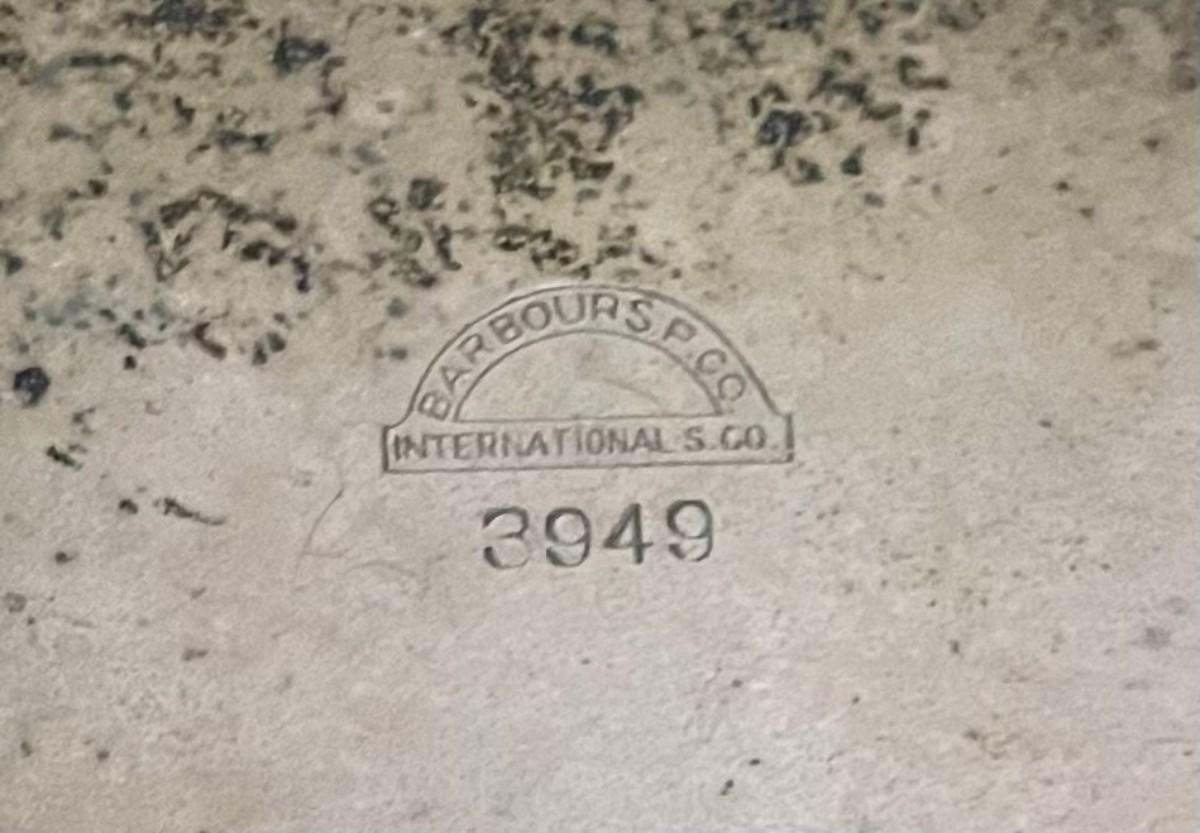 BARBOUR S.P.CO.
INTERNATIONAL S.CO.
3949